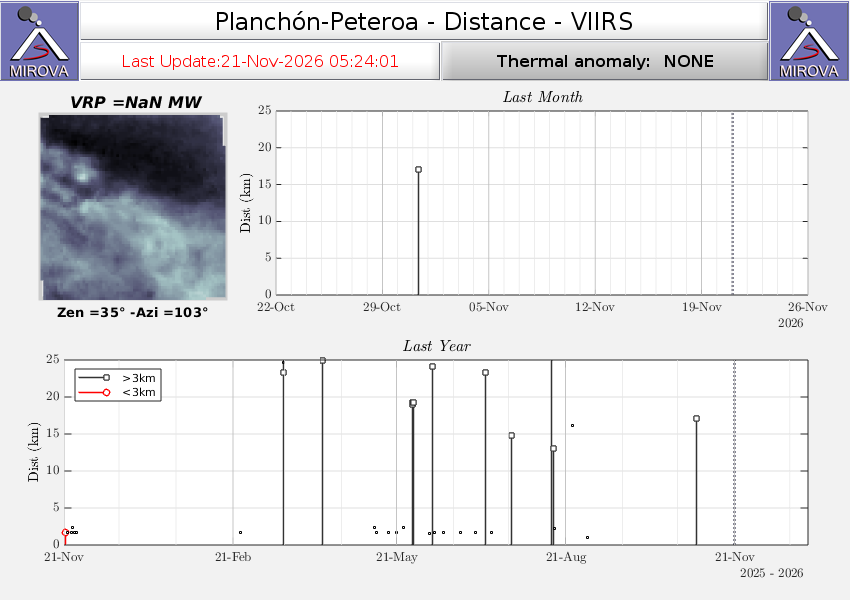 Planchón-Peteroa - Distance - VIIRS
MIROVA
Last Update:21-Nov-2026 05:24:01
Thermal anomaly: NONE
MIROVA
VRP =NaN MW
Zen =35° -Azi =103°
Last Month
Dist (km)
25
20
15
10
5
0
22-Oct 29-Oct 05-Nov 12-Nov 19-Nov 26-Nov
2026
Last Year
Dist (km)
25
20
15
10
5
0
>3km
<3km
21-Nov 21-Feb 21-May 21-Aug 21-Nov
2025 - 2026